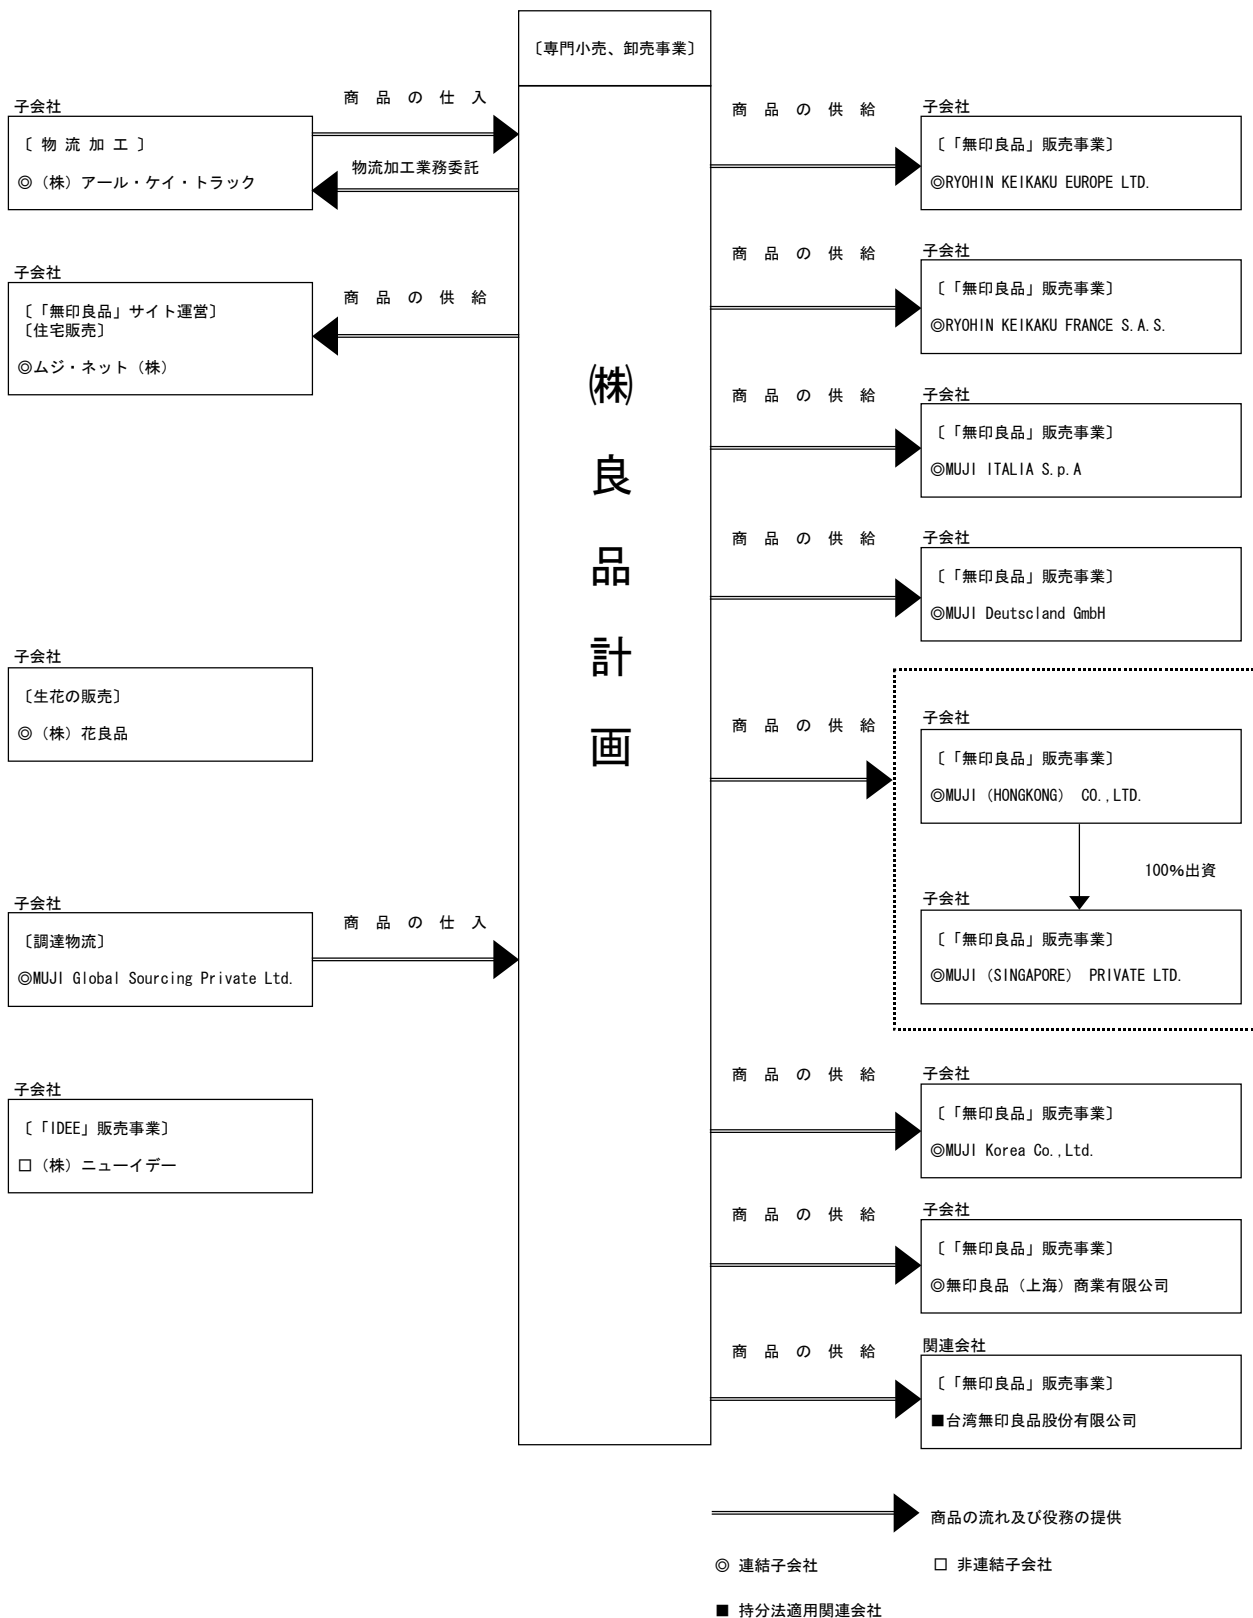 〔専門小売、卸売事業〕
㈱良品計画
子会社
〔 物 流 加 工 〕
◎（株）アール・ケイ・トラック
商 品 の 仕 入
物流加工業務委託
子会社
〔「無印良品」サイト運営〕
〔住宅販売〕
◎ムジ・ネット（株）
商 品 の 供 給
子会社
〔生花の販売〕
◎（株）花良品
子会社
〔調達物流〕
◎MUJI Global Sourcing Private Ltd.
商 品 の 仕 入
子会社
〔「IDEE」販売事業〕
□（株）ニューイデー
商 品 の 供 給
子会社
〔「無印良品」販売事業〕
◎RYOHIN KEIKAKU EUROPE LTD.
商 品 の 供 給
子会社
〔「無印良品」販売事業〕
◎RYOHIN KEIKAKU FRANCE S.A.S.
商 品 の 供 給
子会社
〔「無印良品」販売事業〕
◎MUJI ITALIA S.p.A
商 品 の 供 給
子会社
〔「無印良品」販売事業〕
◎MUJI Deutscland GmbH
商 品 の 供 給
子会社
〔「無印良品」販売事業〕
◎MUJI（HONGKONG） CO.,LTD.
100%出資
子会社
〔「無印良品」販売事業〕
◎MUJI（SINGAPORE） PRIVATE LTD.
商 品 の 供 給
子会社
〔「無印良品」販売事業〕
◎MUJI Korea Co.,Ltd.
商 品 の 供 給
子会社
〔「無印良品」販売事業〕
◎無印良品（上海）商業有限公司
商 品 の 供 給
関連会社
〔「無印良品」販売事業〕
■台湾無印良品股份有限公司
商品の流れ及び役務の提供
◎ 連結子会社
□ 非連結子会社
■ 持分法適用関連会社